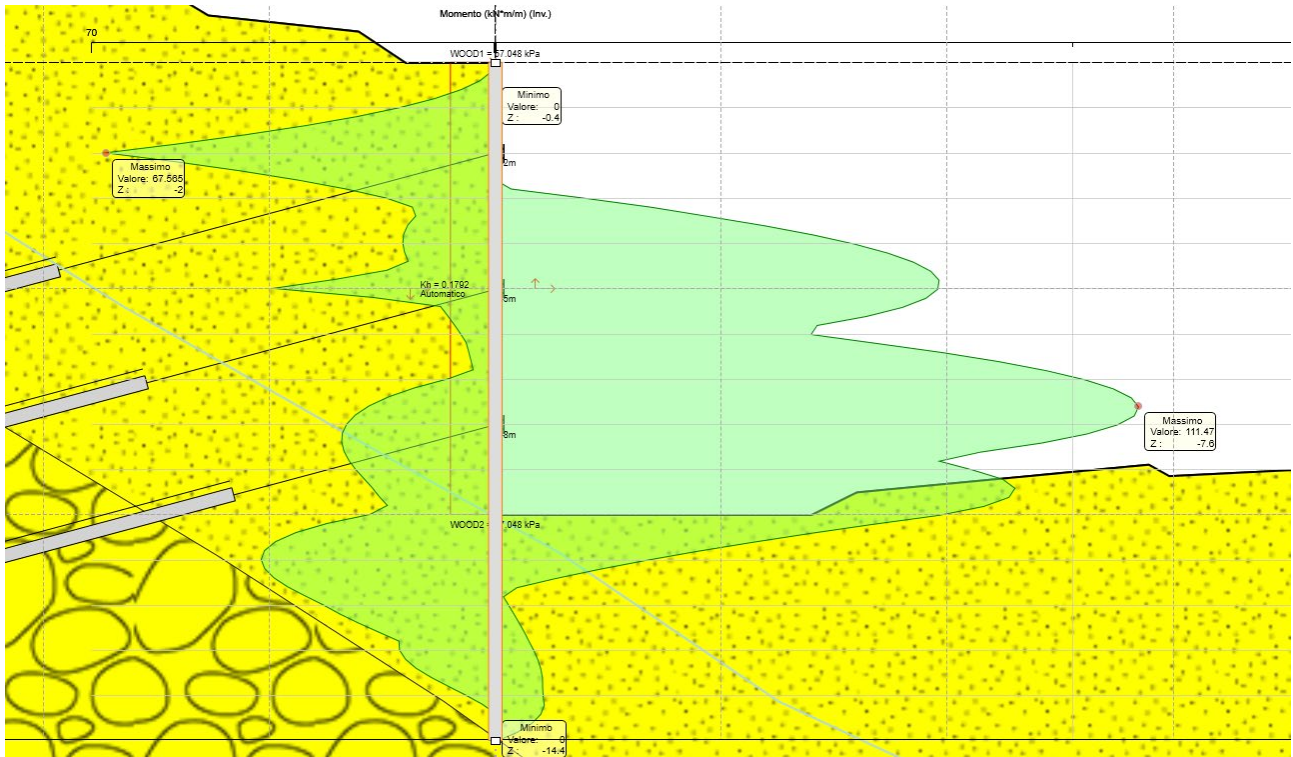 Momento (kN*m/m) (Inv.)
70
WOOD1 = 57.048 kPa
Minimo
Valore: 0
Z : -0.4
2m
Massimo
Valore: 67.565
Z : -2
Kh = 0.1792
Automatico
5m
Massimo
Valore: 111.47
Z : -7.6
8m
WOOD2 = 7.048 kPa
Minimo
Valore: 0
Z : -14.4